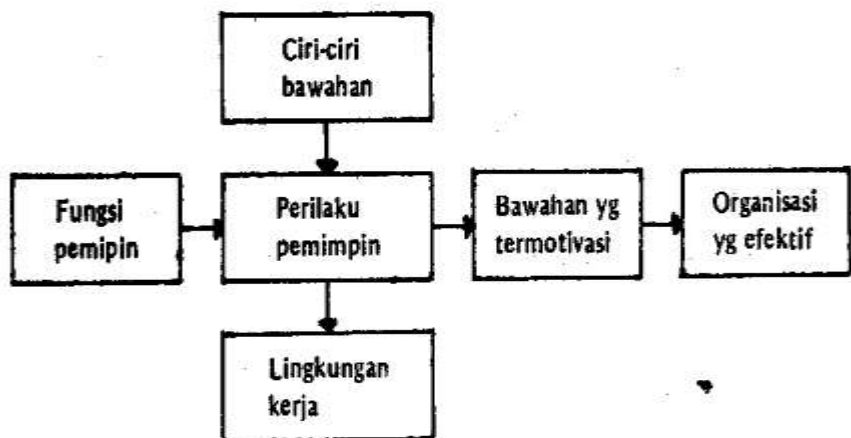 Ciri-ciri
bawahan
Fungsi
pemipin
Perilaku
pemimpin
Bawahan yg
termotivasi
Organisasi
yg efektif
Lingkungan
kerja